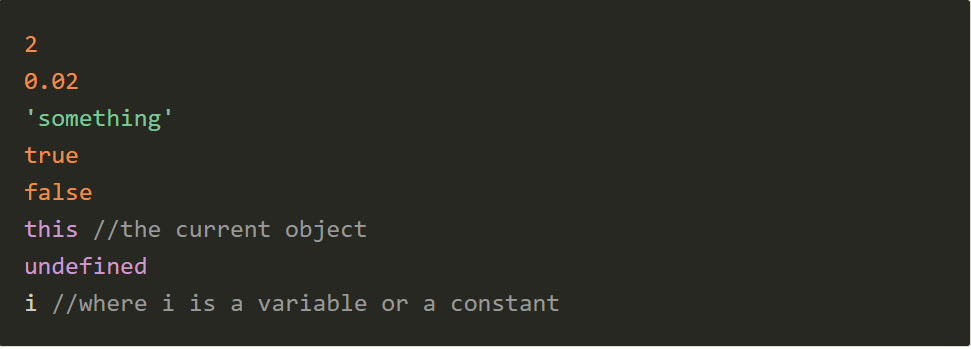 2
0.02
'something'
true
false
this //the current object
undefined
i //where i is a variable or a constant